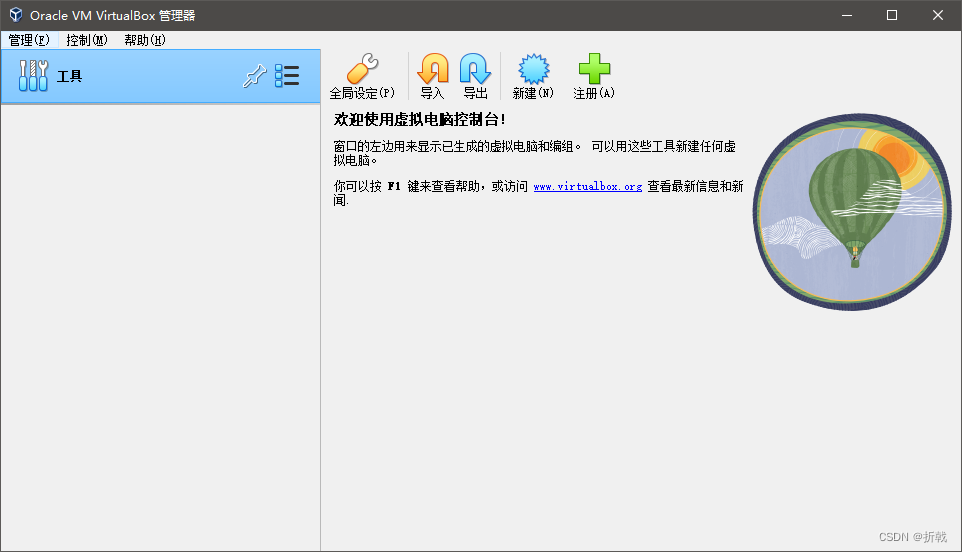 Oracle VM VirtualBox 管理器
管理(F) 控制(M) 帮助(H)
工具
全局设定(P) 导入 导出 新建(N) 注册(A)
欢迎使用虚拟电脑控制台!
窗口的左边用来显示已生成的虚拟电脑和编组。 可以用这些工具新建任何虚
拟电脑。
你可以按 F1 键来查看帮助，或访问 www.virtualbox.org 查看最新信息和新
闻.
CSDN @折戟